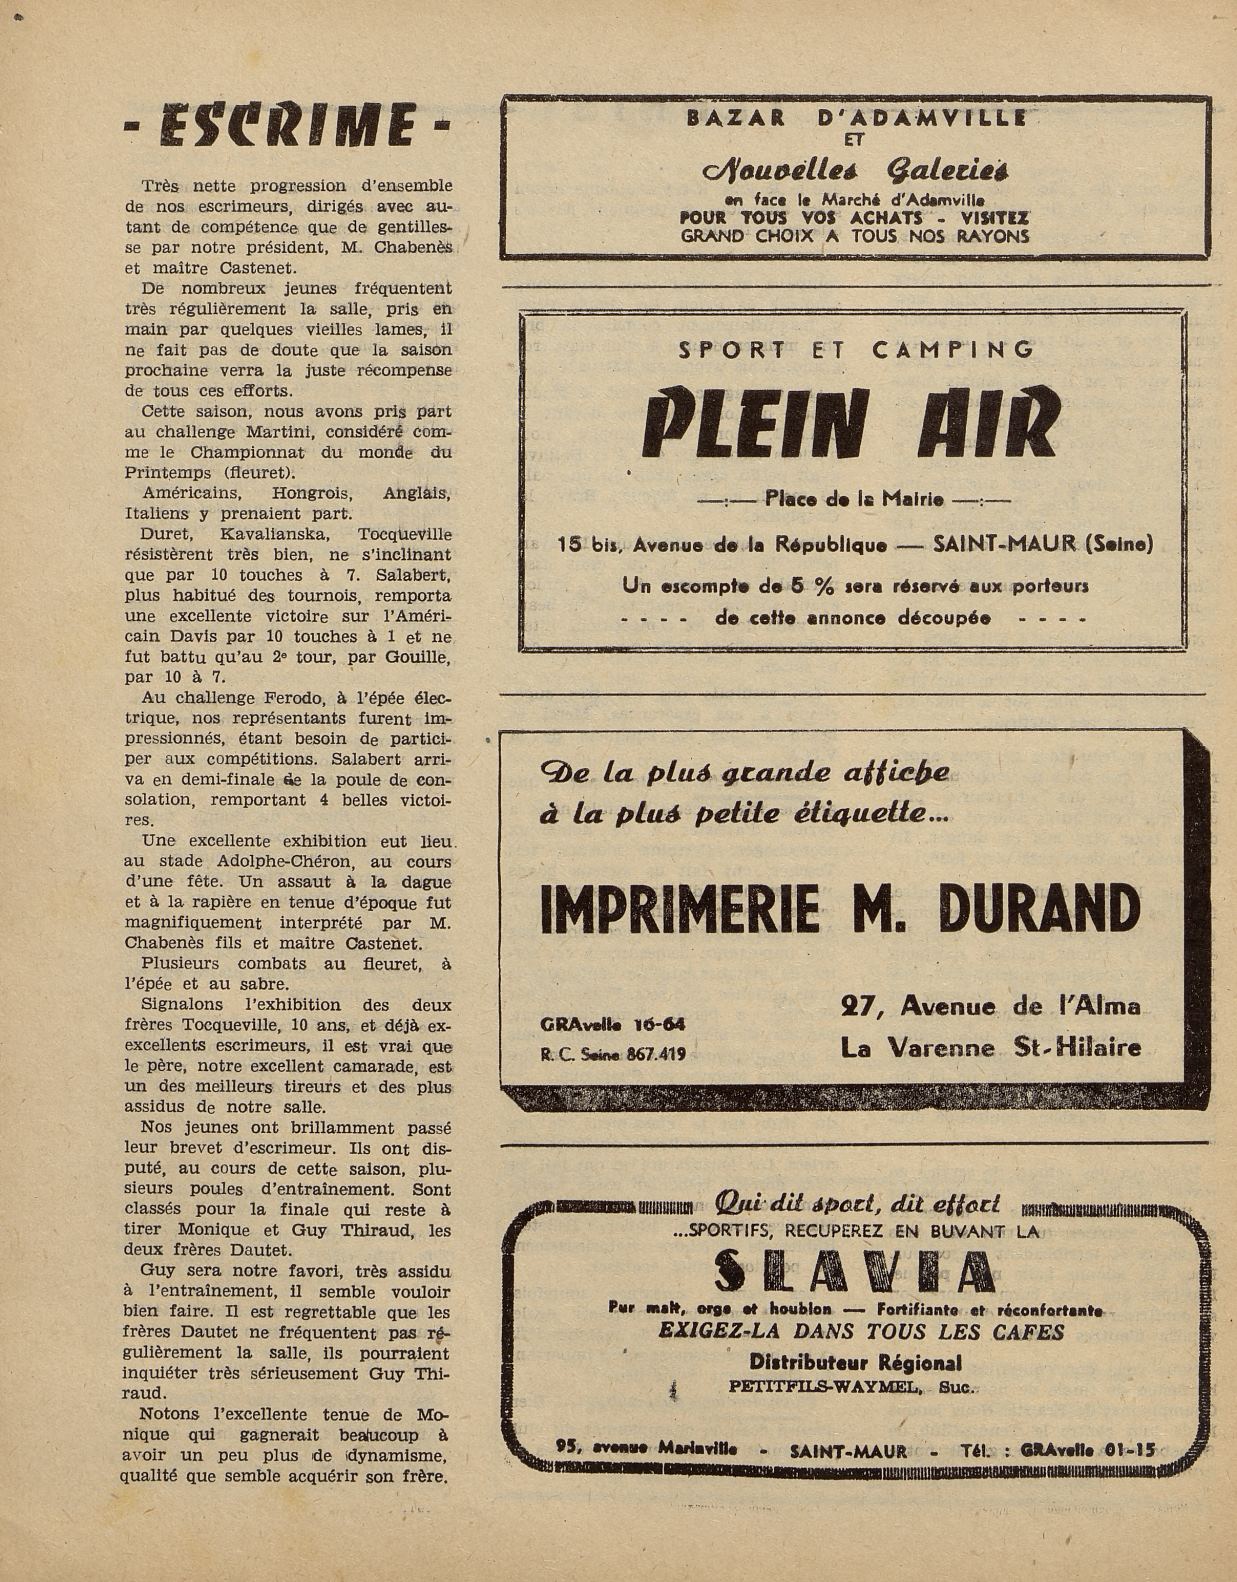 - ESCRIME -
Très nette progression d'ensemble
de nos escrimeurs, dirigés avec au-
tant de compétence que de gentilles-
se par notre président, M. Chabenès
et maître Castenet.
De nombreux jeunes fréquentent
très régulièrement la salle, pris en
main par quelques vieilles lames, il
ne fait pas de doute que la saison
prochaine verra la juste récompense
de tous ces efforts.
Cette saison, nous avons pris part
au challenge Martini, considéré com-
me le Championnat du monde du
Printemps (fleuret).
Américains, Hongrois, Anglais,
Italiens y prenaient part.
Duret, Kavalianska, Tocqueville
résistèrent très bien, ne s'inclinant
que par 10 touches à 7. Salabert,
plus habitué des tournois, remporta
une excellente victoire sur l'Améri-
cain Davis par 10 touches à 1 et ne
fut battu qu'au 2e tour, par Gouille,
par 10 à 7.
Au challenge Ferodo, à l'épée élec-
trique, nos représentants furent im-
pressionnés, étant besoin de partici-
per aux compétitions. Salabert arri-
va en demi-finale de la poule de con-
solation, remportant 4 belles victoi-
res.
Une excellente exhibition eut lieu
au stade Adolphe-Chéron, au cours
d'une fête. Un assaut à la dague
et à la rapière en tenue d'époque fut
magnifiquement interprété par M.
Chabenès fils et maître Castenet.
Plusieurs combats au fleuret, à
l'épée et au sabre.
Signalons l'exhibition des deux
frères Tocqueville, 10 ans, et déjà ex-
excellents escrimeurs, il est vrai que
le père, notre excellent camarade, est
un des meilleurs tireurs et des plus
assidus de notre salle.
Nos jeunes ont brillamment passé
leur brevet d'escrimeur. Ils ont dis-
puté, au cours de cette saison, plu-
sieurs poules d'entraînement. Sont
classés pour la finale qui reste à
tirer Monique et Guy Thiraud, les
deux frères Dautet.
Guy sera notre favori, très assidu
à l'entraînement, il semble vouloir
bien faire. Il est regrettable que les
frères Dautet ne fréquentent pas ré-
gulièrement la salle, ils pourraient
inquiéter très sérieusement Guy Thi-
raud.
Notons l'excellente tenue de Mo-
nique qui gagnerait beaucoup à
avoir un peu plus de dynamisme,
qualité que semble acquérir son frère.
BAZAR D'ADAMVILLE
ET
Nouvelles Galeries
en face le Marché d'Adamville
POUR TOUS VOS ACHATS - VISITEZ
GRAND CHOIX A TOUS NOS RAYONS
SPORT ET CAMPING
PLEIN AIR
—:— Place de la Mairie —:—
15 bis, Avenue de la République — SAINT-MAUR (Seine)
Un escompte de 5 % sera réservé aux porteurs
- - - - de cette annonce découpée - - - -
De la plus grande affiche
à la plus petite étiquette...
IMPRIMERIE M. DURAND
27, Avenue de l'Alma
GRAvelle 16-64
La Varenne St-Hilaire
R. C. Seine 867.419
Qui dit sport, dit effort
...SPORTIFS, RECUPEREZ EN BUVANT LA
SLAVIA
Pur malt, orge et houblon — Fortifiante et réconfortante
EXIGEZ-LA DANS TOUS LES CAFES
Distributeur Régional
PETITFILS-WAYMEL, Suc.
95, avenue Marinville - SAINT-MAUR - Tél. : GRAvelle 01-15